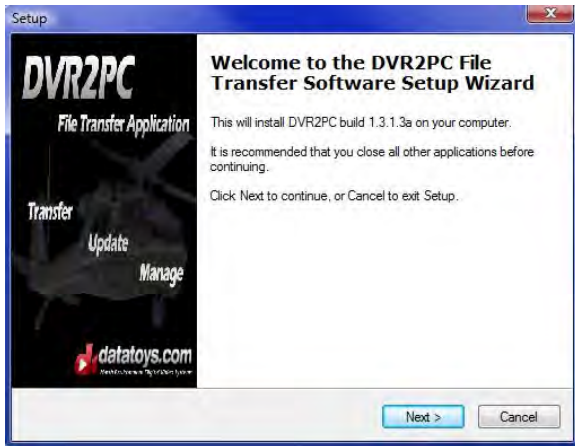 Setup
DVR2PC
File Transfer Application
Transfer
Update
Manage
datatoys.com
Welcome to the DVR2PC File
Transfer Software Setup Wizard
This will install DVR2PC build 1.3.1.3a on your computer.
It is recommended that you close all other applications before
continuing.
Click Next to continue, or Cancel to exit Setup.
Next >
Cancel